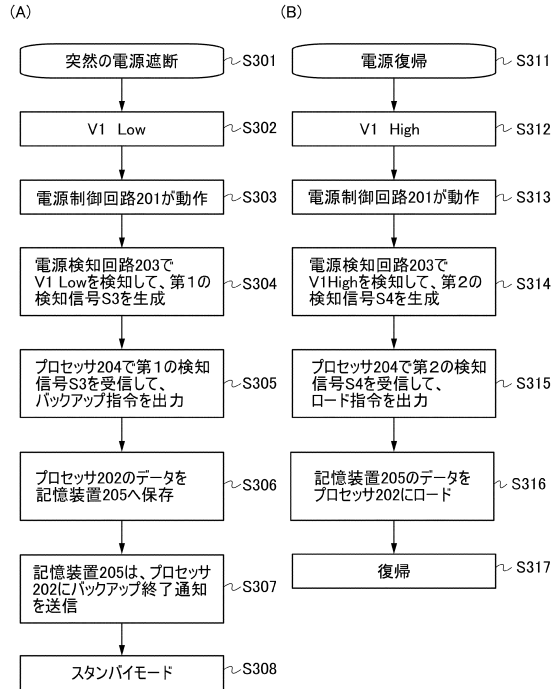 (A)
突然の電源遮断
S301
V1 Low
S302
電源制御回路201が動作
S303
電源検知回路203で
V1 Lowを検知して、第1の
検知信号S3を生成
S304
プロセッサ204で第1の検知
信号S3を受信して、
バックアップ指令を出力
S305
プロセッサ202のデータを
記憶装置205へ保存
S306
記憶装置205は、プロセッサ
202にバックアップ終了通知
を送信
S307
スタンバイモード
S308
(B)
電源復帰
S311
V1 High
S312
電源制御回路201が動作
S313
電源検知回路203で
V1Highを検知して、第2の
検知信号S4を生成
S314
プロセッサ204で第2の検知
信号S4を受信して、
ロード指令を出力
S315
記憶装置205のデータを
プロセッサ202にロード
S316
復帰
S317